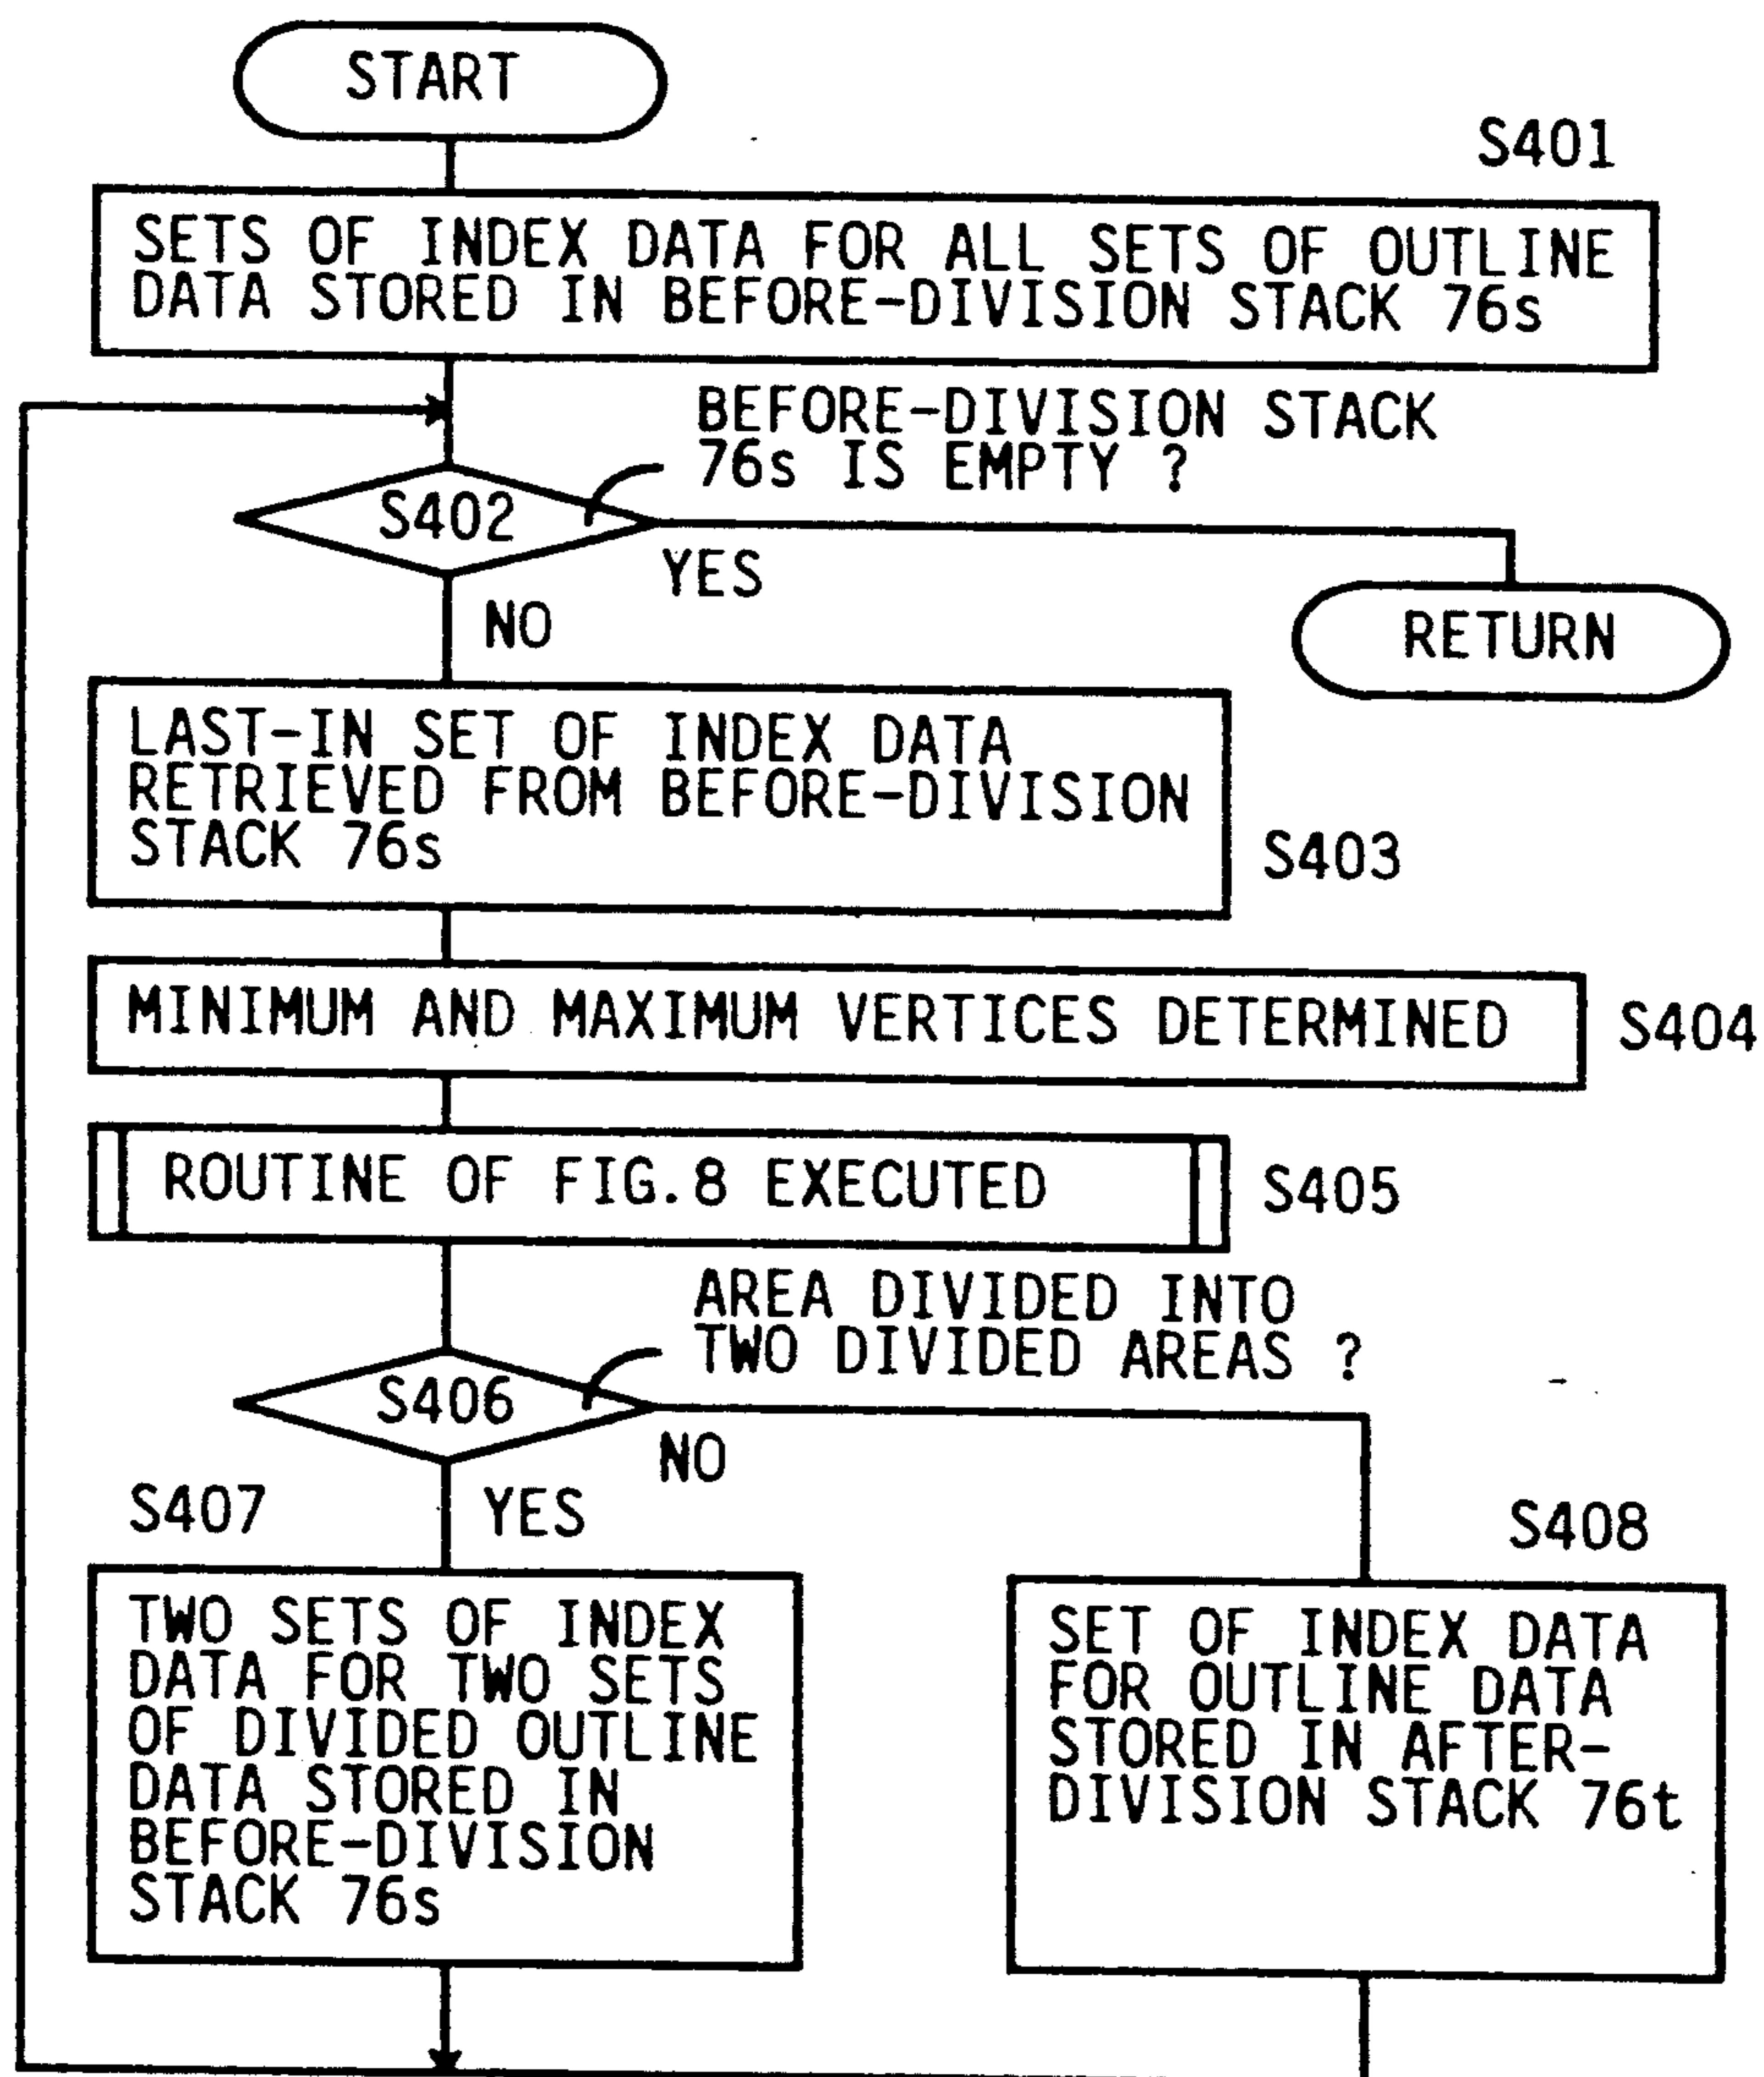 START
S401
SETS OF INDEX DATA FOR ALL SETS OF OUTLINE
DATA STORED IN BEFORE-DIVISION STACK 76s
BEFORE-DIVISION STACK
76s IS EMPTY ?
S402
YES
NO
RETURN
LAST-IN SET OF INDEX DATA
RETRIEVED FROM BEFORE-DIVISION
STACK 76s
S403
MINIMUM AND MAXIMUM VERTICES DETERMINED
S404
ROUTINE OF FIG.8 EXECUTED
S405
AREA DIVIDED INTO
TWO DIVIDED AREAS ?
S406
NO
YES
S407
TWO SETS OF INDEX
DATA FOR TWO SETS
OF DIVIDED OUTLINE
DATA STORED IN
BEFORE-DIVISION
STACK 76s
S408
SET OF INDEX DATA
FOR OUTLINE DATA
STORED IN AFTER-
DIVISION STACK 76t